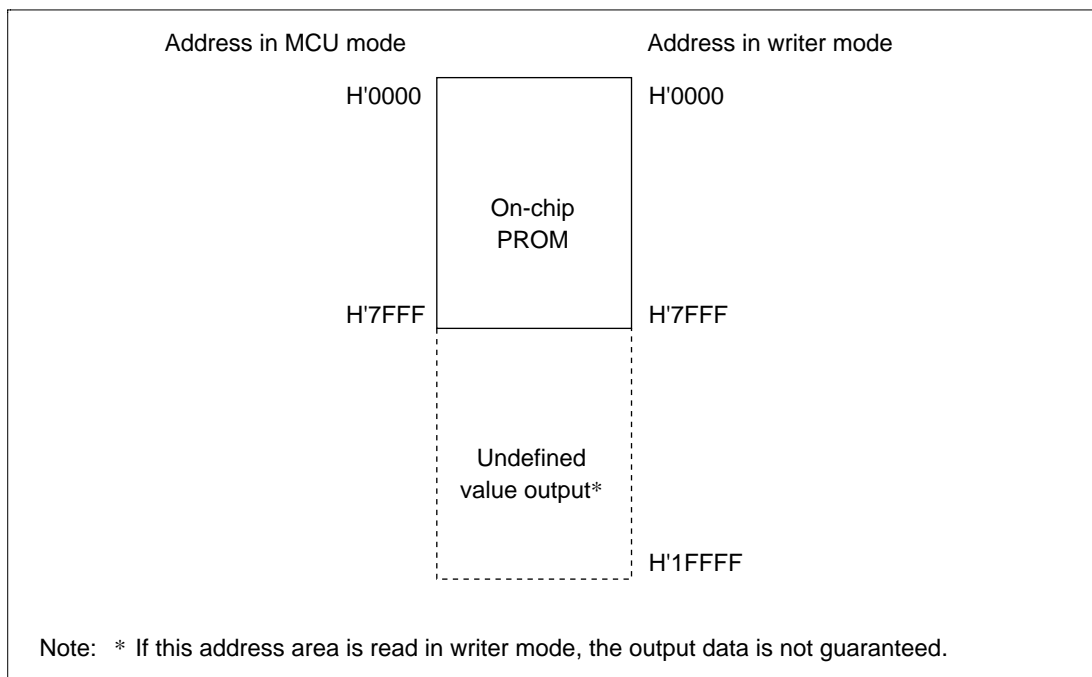 Address in MCU mode
Address in writer mode
H'0000
H'0000
On-chip
PROM
H'7FFF
H'7FFF
Undefined
value output*
H'1FFFF
Note: * If this address area is read in writer mode, the output data is not guaranteed.